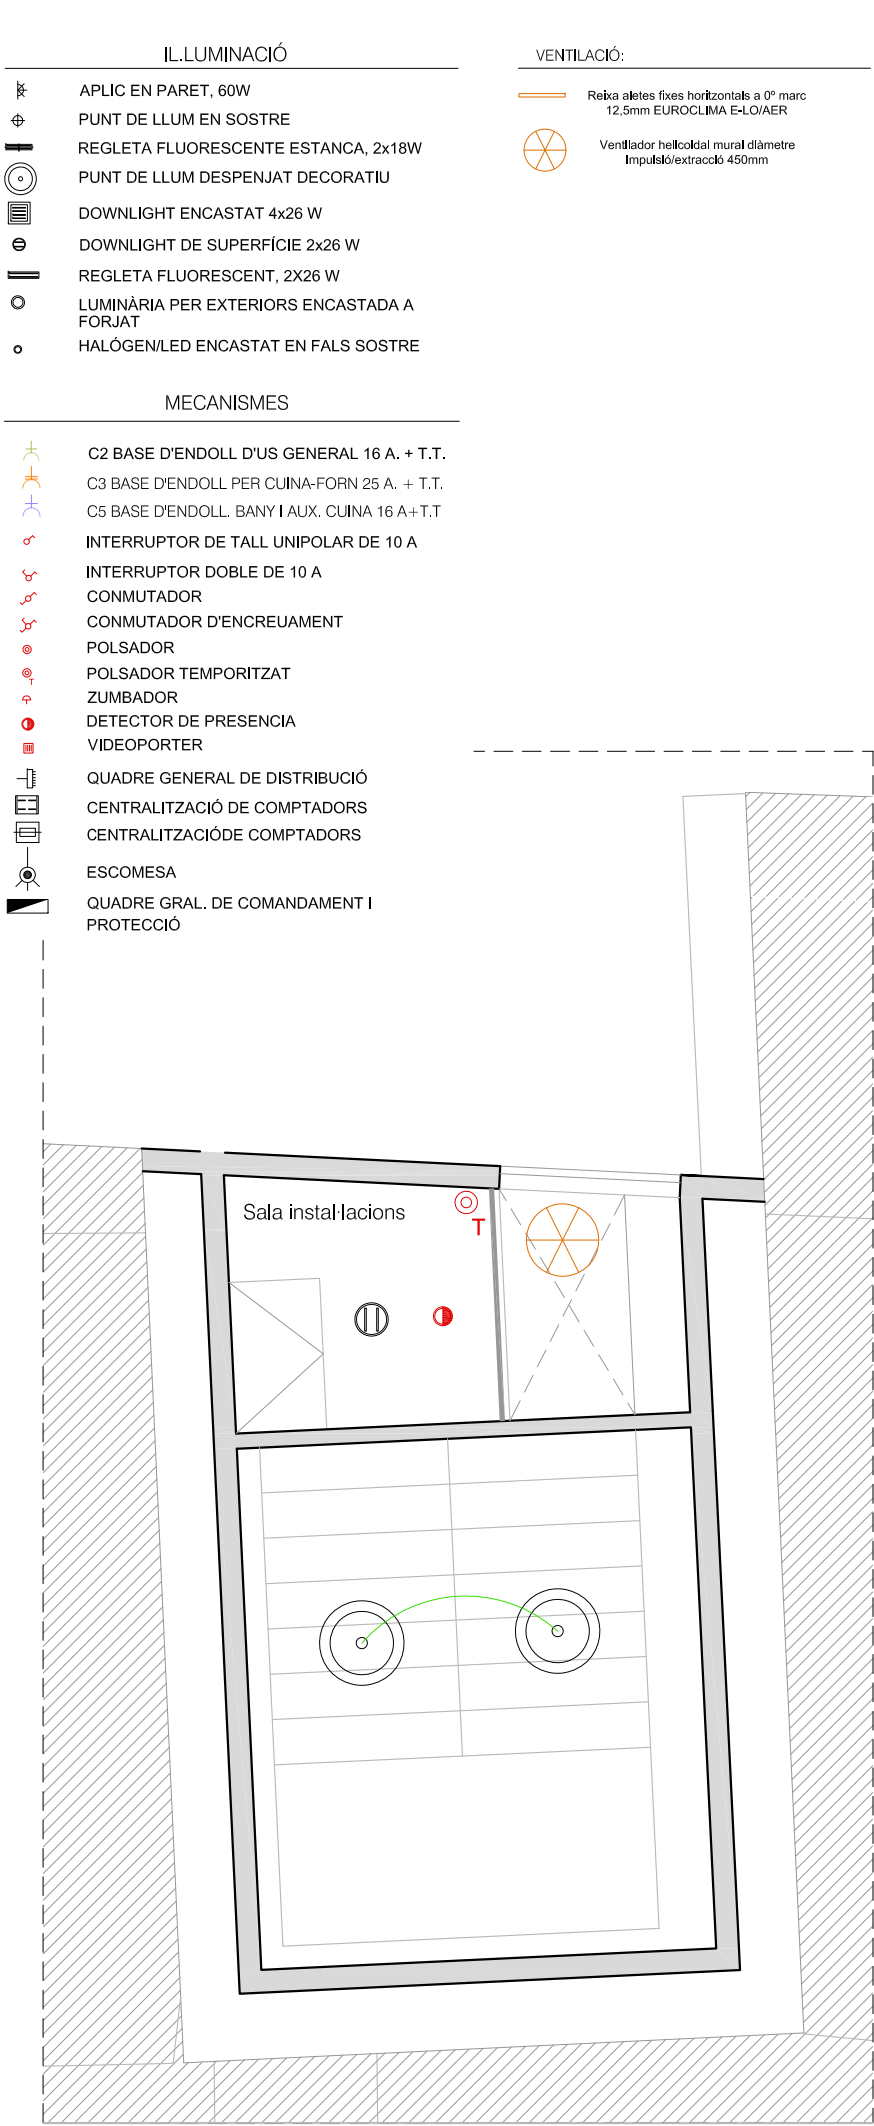 IL.LUMINACIÓ
APLIC EN PARET, 60W
PUNT DE LLUM EN SOSTRE
REGLETA FLUORESCENTE ESTANCA, 2x18W
PUNT DE LLUM DESPENJAT DECORATIU
DOWNLIGHT ENCASTAT 4x26 W
DOWNLIGHT DE SUPERFÍCIE 2x26 W
REGLETA FLUORESCENT, 2X26 W
LUMINÀRIA PER EXTERIORS ENCASTADA A
FORJAT
HALÓGEN/LED ENCASTAT EN FALS SOSTRE
VENTILACIÓ:
Reixa aletes fixes horitzontals a 0º marc
12,5mm EUROCLIMA E-LO/AER
Ventilador helicoidal mural diàmetre
Impulsió/extracció 450mm
MECANISMES
C2 BASE D'ENDOLL D'US GENERAL 16 A. + T.T.
C3 BASE D'ENDOLL PER CUINA-FORN 25 A. + T.T.
C5 BASE D'ENDOLL. BANY I AUX. CUINA 16 A+T.T
INTERRUPTOR DE TALL UNIPOLAR DE 10 A
INTERRUPTOR DOBLE DE 10 A
CONMUTADOR
CONMUTADOR D'ENCREUAMENT
POLSADOR
POLSADOR TEMPORITZAT
T
ZUMBADOR
DETECTOR DE PRESENCIA
VIDEOPORTER
QUADRE GENERAL DE DISTRIBUCIÓ
CENTRALITZACIÓ DE COMPTADORS
CENTRALITZACIÓDE COMPTADORS
ESCOMESA
QUADRE GRAL. DE COMANDAMENT I
PROTECCIÓ
Sala instal·lacions
T